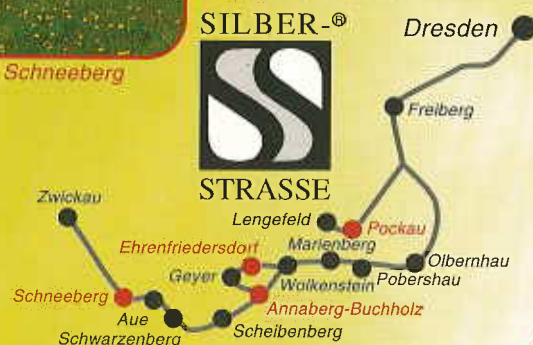 SILBER-®
Dresden
Schneeberg
Freiberg
STRASSE
Zwickau
Lengefeld
Pockau
Marienberg
Ehrenfriedersdorf
Olbernhau
Geyer
Wolkenstein
Pobershau
Schneeberg
Annaberg-Buchholz
Aue
Scheibenberg
Schwarzenberg